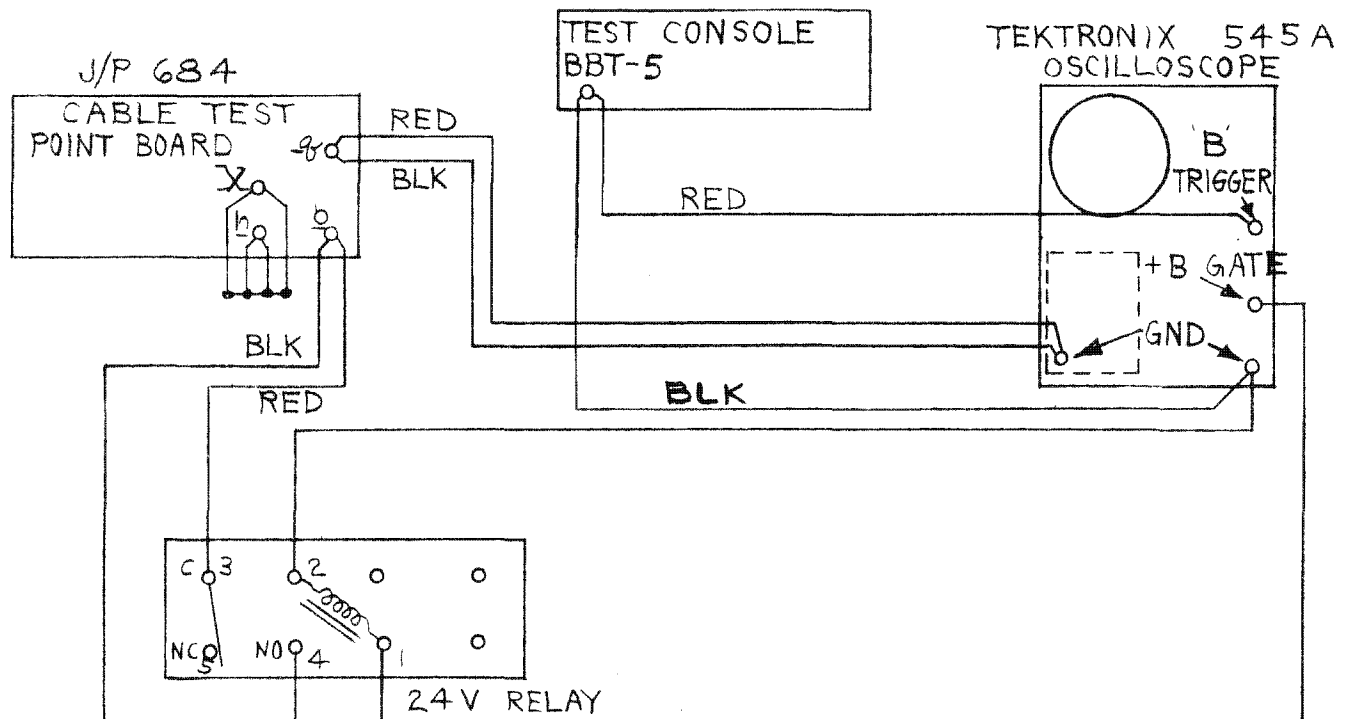 J/P 684
CABLE TEST
POINT BOARD
X
h
b
RED
BLK
BLK
RED
TEST CONSOLE
BBT-5
RED
BLK
TEKTRONIX 545A
OSCILLOSCOPE
'B'
TRIGGER
+B GATE
GND
C 3
2
NC
5
NO
4
1
24V RELAY